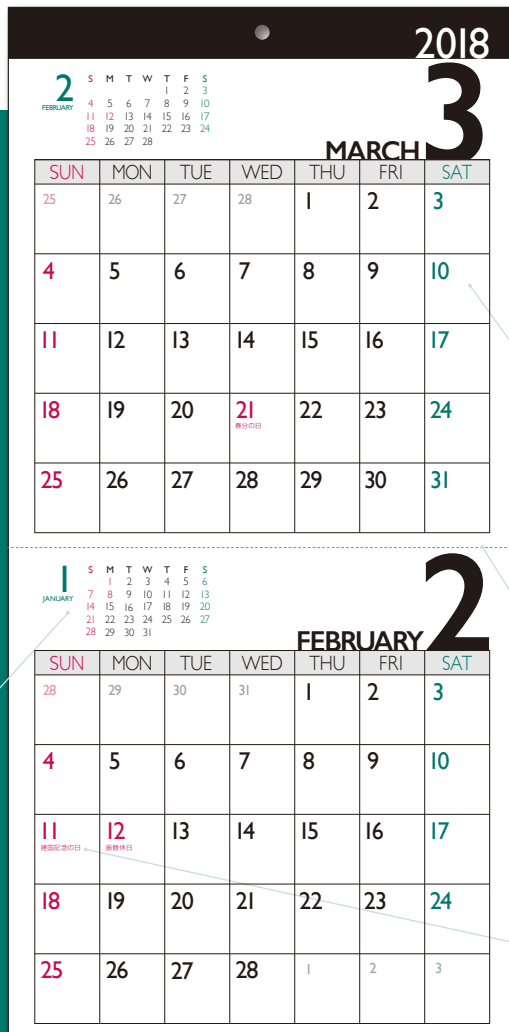 2018
2
FEBRUARY
S M T W T F S
1 2 3
4 5 6 7 8 9 10
11 12 13 14 15 16 17
18 19 20 21 22 23 24
25 26 27 28
MARCH 3
SUN MON TUE WED THU FRI SAT
25 26 27 28 1 2 3
4 5 6 7 8 9 10
11 12 13 14 15 16 17
18 19 20 21 22 23 24
春分の日
25 26 27 28 29 30 31
1
JANUARY
S M T W T F S
1 2 3 4 5 6
7 8 9 10 11 12 13
14 15 16 17 18 19 20
21 22 23 24 25 26 27
28 29 30 31
FEBRUARY 2
SUN MON TUE WED THU FRI SAT
28 29 30 31 1 2 3
4 5 6 7 8 9 10
11 12 13 14 15 16 17
建国記念の日 振替休日
18 19 20 21 22 23 24
25 26 27 28 1 2 3